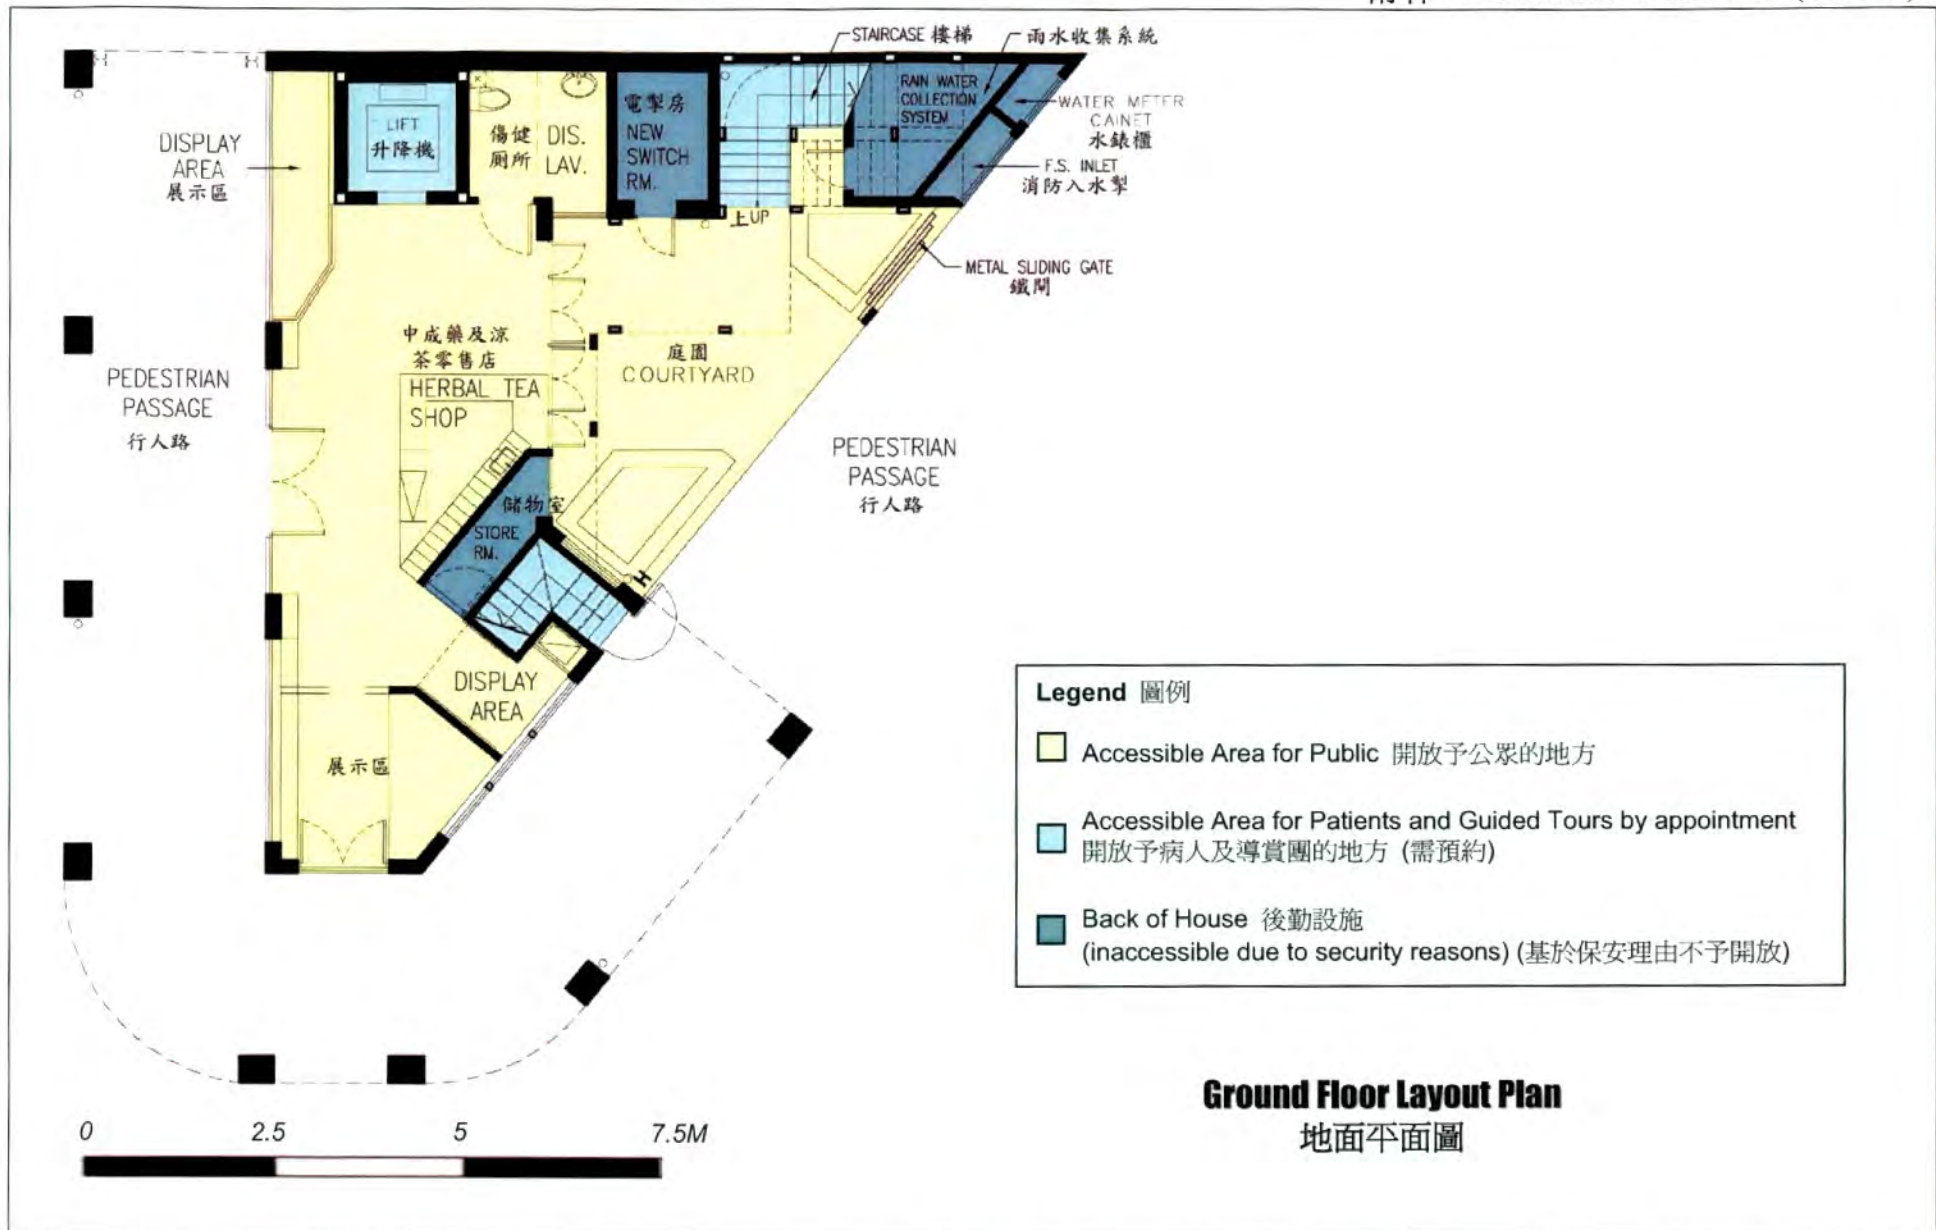 STAIRCASE 樓梯
雨水收集系統
RAIN WATER
COLLECTION
SYSTEM
WATER METER
CAINET
水錶櫃
F.S. INLET
消防入水掣
METAL SLIDING GATE
鐵閘
DISPLAY
AREA
展示區
LIFT
升降機
傷健
厠所
DIS.
LAV.
電掣房
NEW
SWITCH
RM.
上UP
中成藥及涼
茶零售店
HERBAL TEA
SHOP
庭園
COURTYARD
PEDESTRIAN
PASSAGE
行人路
PEDESTRIAN
PASSAGE
行人路
儲物室
STORE
RM.
DISPLAY
AREA
展示區
Legend 圖例
Accessible Area for Public 開放予公眾的地方
Accessible Area for Patients and Guided Tours by appointment
開放予病人及導賞團的地方 (需預約)
Back of House 後勤設施
(inaccessible due to security reasons) (基於保安理由不予開放)
Ground Floor Layout Plan
地面平面圖
0 2.5 5 7.5M